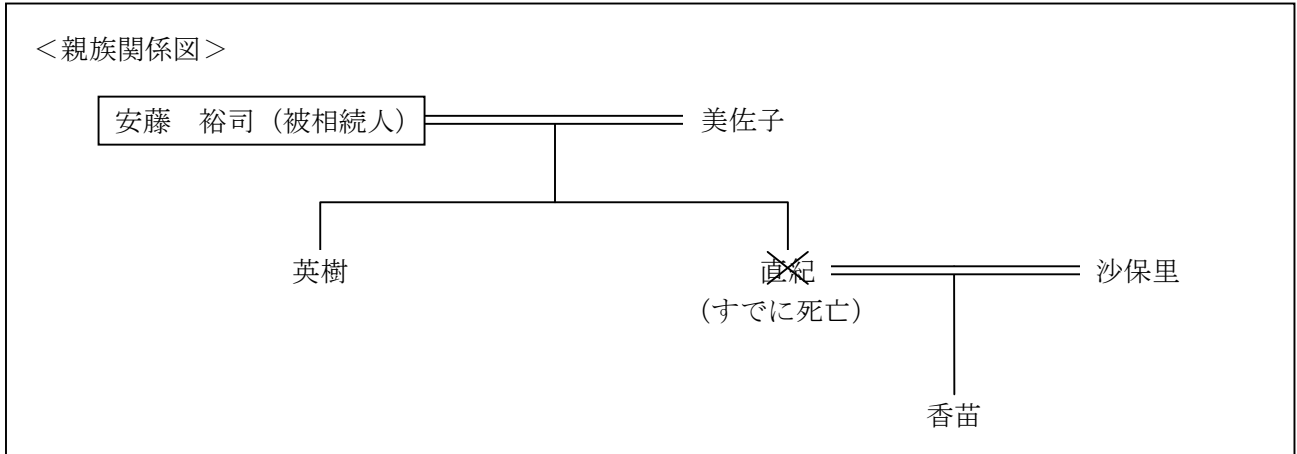 ＜親族関係図＞
安藤　裕司（被相続人）
美佐子
英樹
直紀
沙保里
（すでに死亡）
香苗